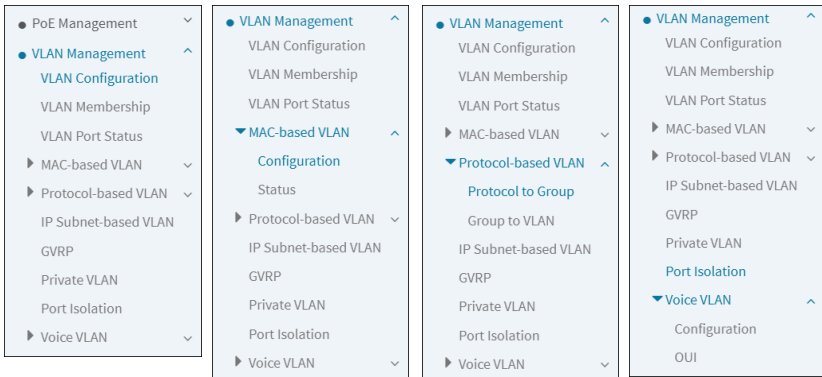 PoE Management
VLAN Management
VLAN Configuration
VLAN Membership
VLAN Port Status
MAC-based VLAN
Protocol-based VLAN
IP Subnet-based VLAN
GVRP
Private VLAN
Port Isolation
Voice VLAN
VLAN Management
VLAN Configuration
VLAN Membership
VLAN Port Status
MAC-based VLAN
Configuration
Status
Protocol-based VLAN
IP Subnet-based VLAN
GVRP
Private VLAN
Port Isolation
Voice VLAN
VLAN Management
VLAN Configuration
VLAN Membership
VLAN Port Status
MAC-based VLAN
Protocol-based VLAN
Protocol to Group
Group to VLAN
IP Subnet-based VLAN
GVRP
Private VLAN
Port Isolation
Voice VLAN
VLAN Management
VLAN Configuration
VLAN Membership
VLAN Port Status
MAC-based VLAN
Protocol-based VLAN
IP Subnet-based VLAN
GVRP
Private VLAN
Port Isolation
Voice VLAN
Configuration
OUI